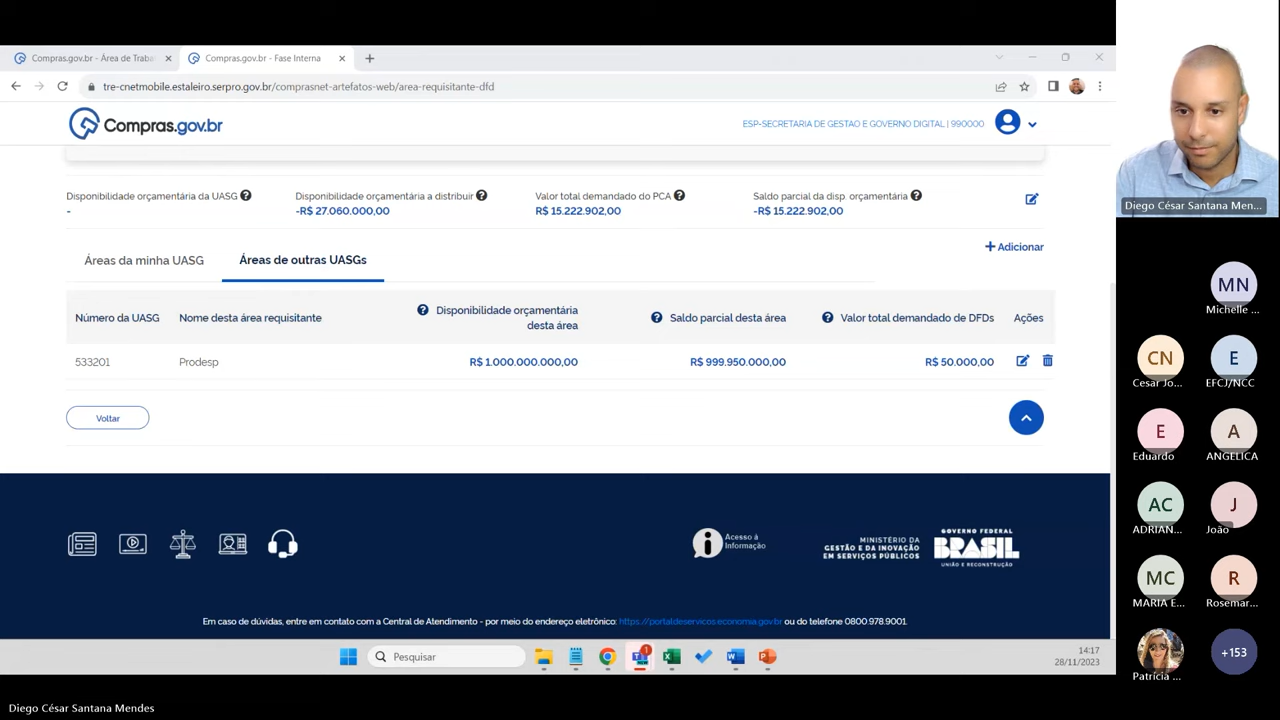 Compras.gov.br - Área de Traba
Compras.gov.br - Fase Interna
tre-cnetmobile.estaleiro.serpro.gov.br/comprasnet-artefatos-web/area-requisitante-dfd
Compras.gov.br
ESP-SECRETARIA DE GESTAO E GOVERNO DIGITAL | 990000
Disponibilidade orçamentária da UASG
Disponibilidade orçamentária a distribuir
Valor total demandado do PCA
Saldo parcial da disp. orçamentária
-
-R$ 27.060.000,00
R$ 15.222.902,00
-R$ 15.222.902,00
Adicionar
Áreas da minha UASG
Áreas de outras UASGs
Número da UASG
Nome desta área requisitante
Disponibilidade orçamentária
desta área
Saldo parcial desta área
Valor total demandado de DFDs
Ações
533201
Prodesp
R$ 1.000.000.000,00
R$ 999.950.000,00
R$ 50.000,00
Voltar
Acesso à
Informação
MINISTÉRIO DA
GESTÃO E DA INOVAÇÃO
EM SERVIÇOS PÚBLICOS
GOVERNO FEDERAL
BRASIL
UNIÃO E RECONSTRUÇÃO
Em caso de dúvidas, entre em contato com a Central de Atendimento - por meio do endereço eletrônico: https://portaldeservicos.economia.gov.br ou do telefone 0800.978.9001.
Pesquisar
1
14:17
28/11/2023
Diego César Santana Men...
MN
Michelle ...
CN
Cesar Jo...
E
EFCJ/NCC
E
Eduardo
A
ANGELICA
AC
ADRIAN...
J
João
MC
MARIA E...
R
Rosemar...
Patrícia ...
+153
Diego César Santana Mendes